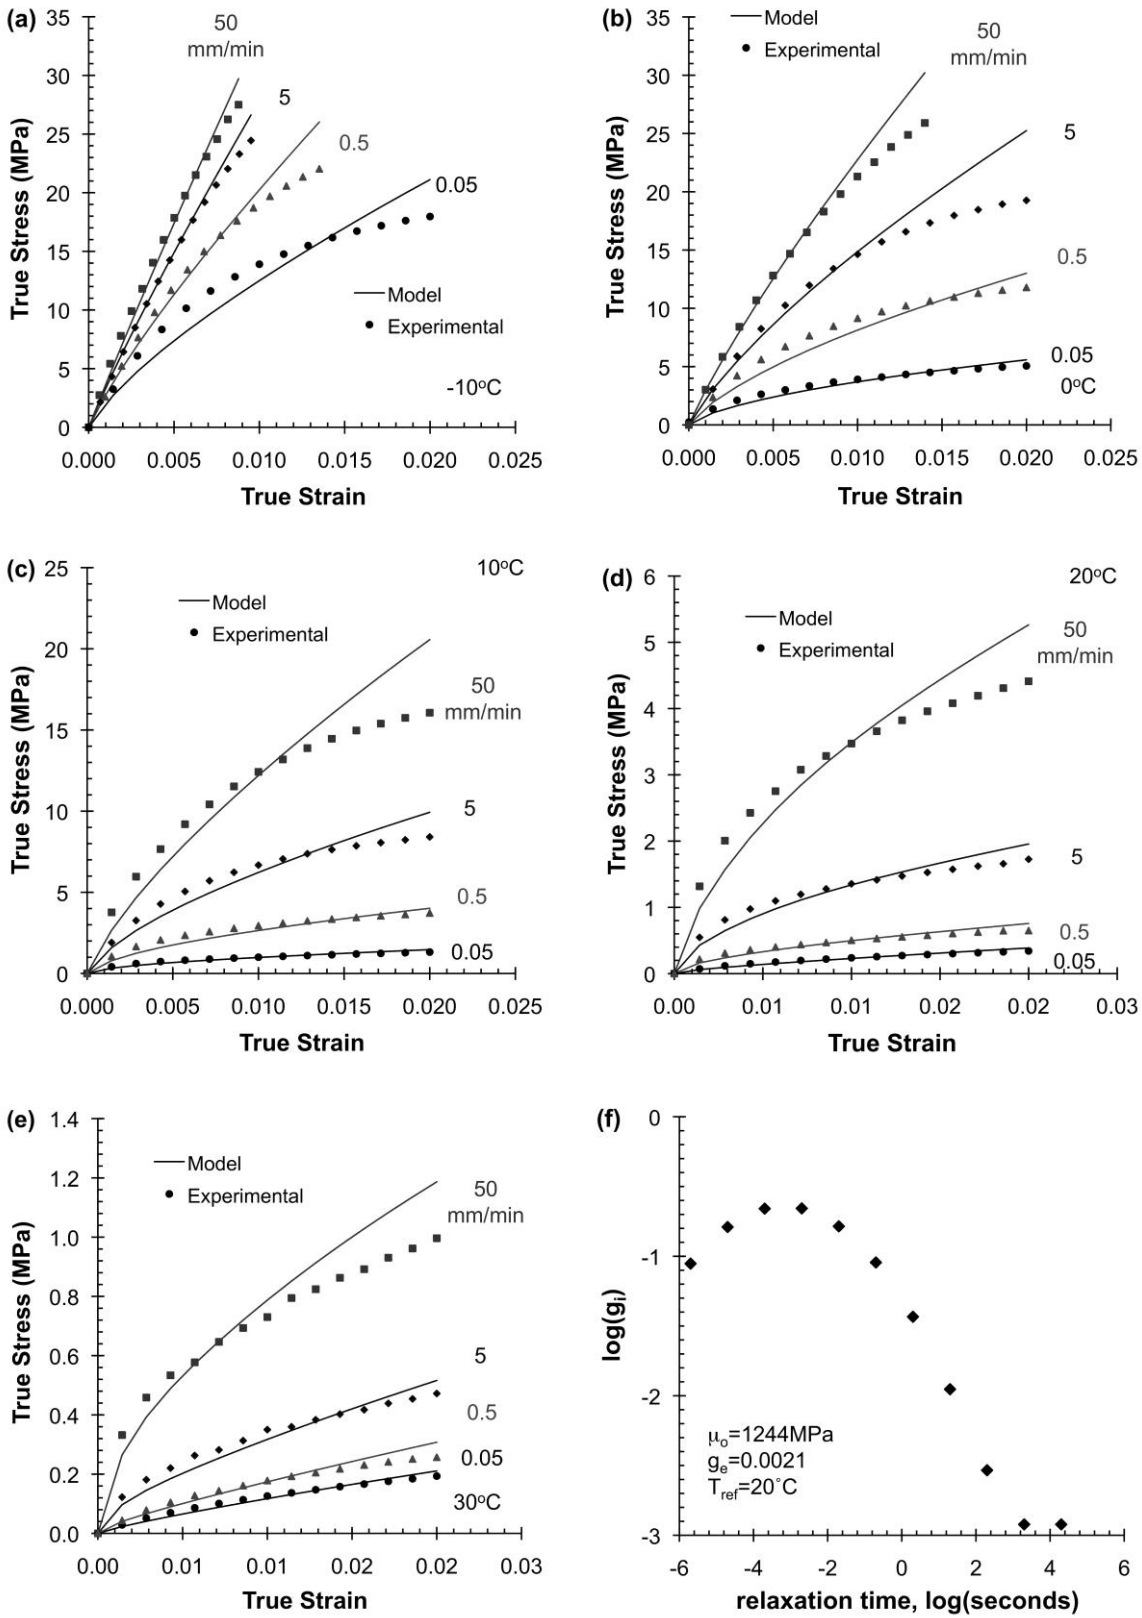 (a)
35
30
25
20
15
10
5
0
True Stress (MPa)
50
mm/min
5
0.5
0.05
Model
Experimental
-10°C
0.000
0.005
0.010
0.015
0.020
0.025
True Strain
(b)
35
30
25
20
15
10
5
0
True Stress (MPa)
Model
Experimental
50
mm/min
5
0.5
0.05
0°C
0.000
0.005
0.010
0.015
0.020
0.025
True Strain
(c)
25
20
15
10
5
0
True Stress (MPa)
10°C
Model
Experimental
50
mm/min
5
0.5
0.05
0.000
0.005
0.010
0.015
0.020
0.025
True Strain
(d)
6
5
4
3
2
1
0
True Stress (MPa)
20°C
Model
Experimental
50
mm/min
5
0.5
0.05
0.00
0.01
0.01
0.02
0.02
0.03
True Strain
(e)
1.4
1.2
1.0
0.8
0.6
0.4
0.2
0.0
True Stress (MPa)
Model
Experimental
50
mm/min
5
0.5
0.05
30°C
0.00
0.01
0.01
0.02
0.02
0.03
True Strain
(f)
0
-1
-2
-3
log(gi)
μo=1244MPa
ge=0.0021
Tref=20°C
-6
-4
-2
0
2
4
6
relaxation time, log(seconds)